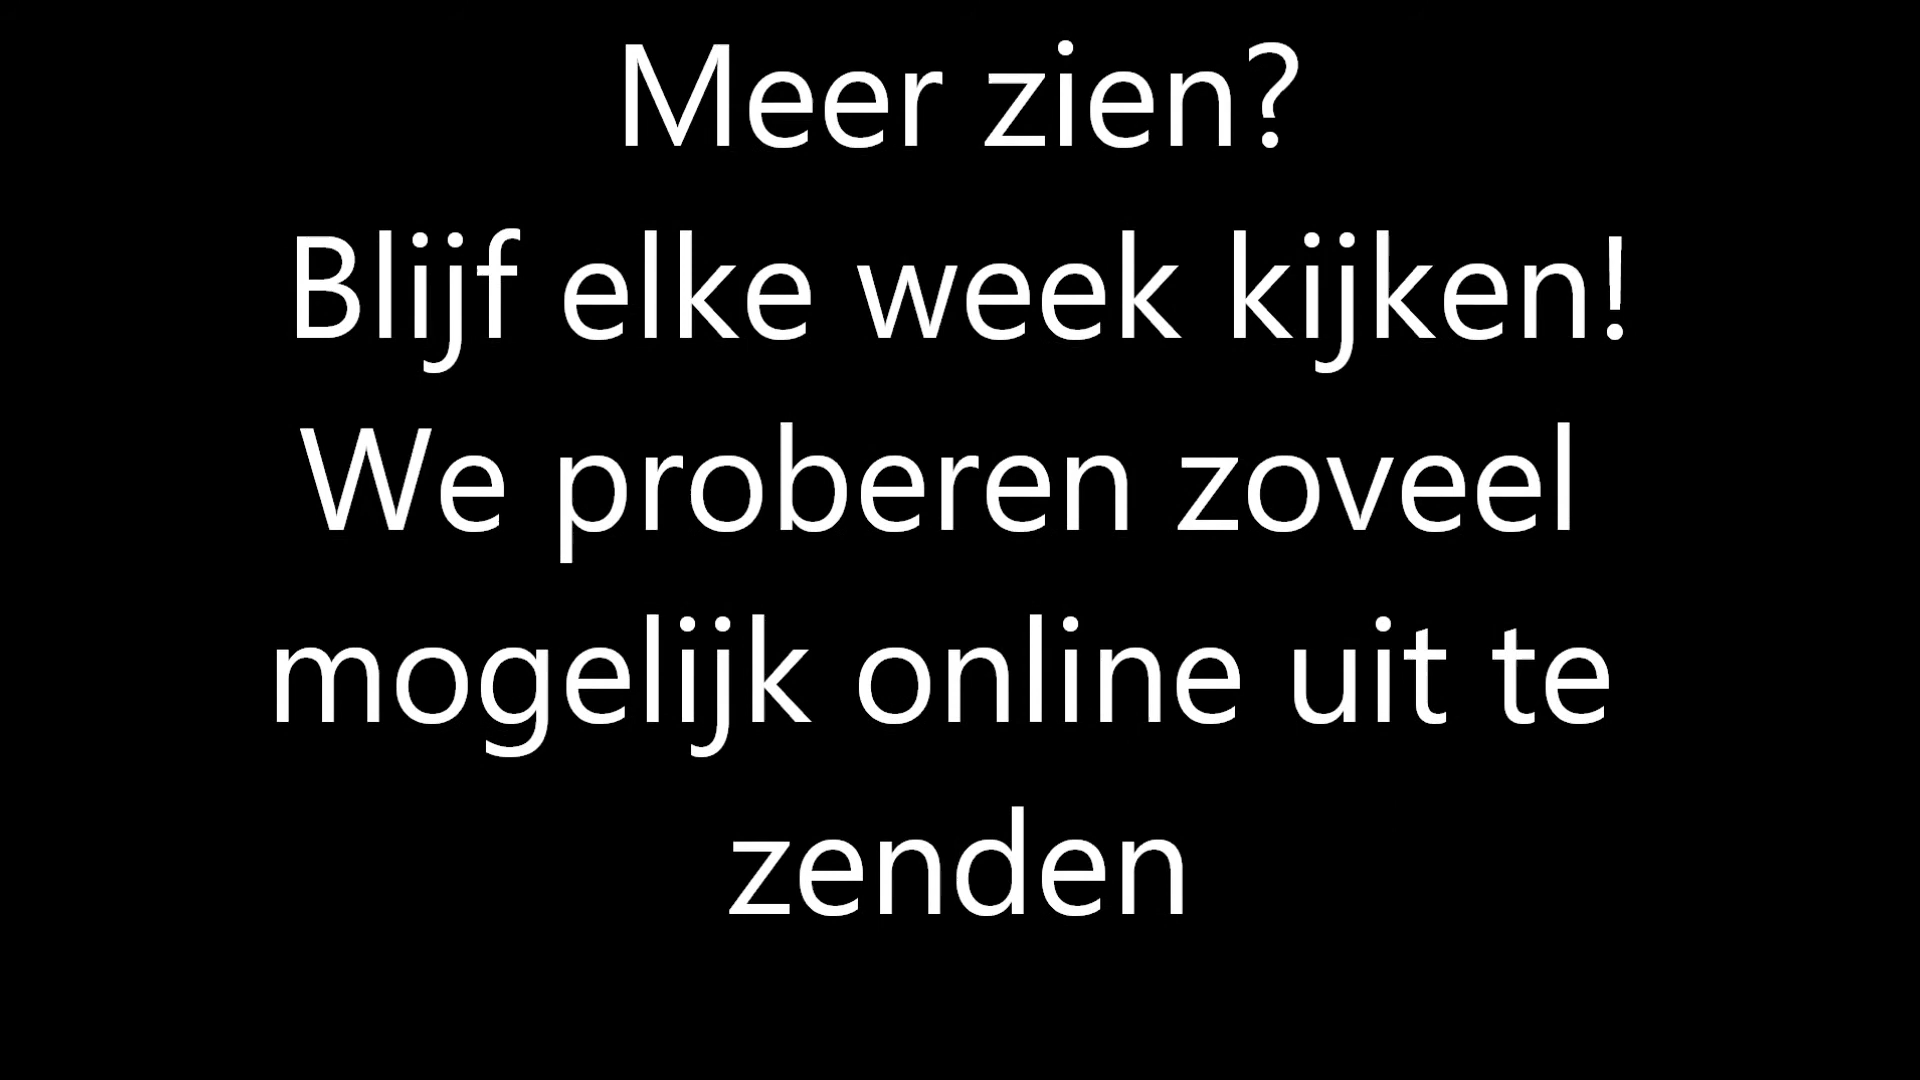 Meer zien?
Blijf elke week kijken!
We proberen zoveel
mogelijk online uit te
zenden